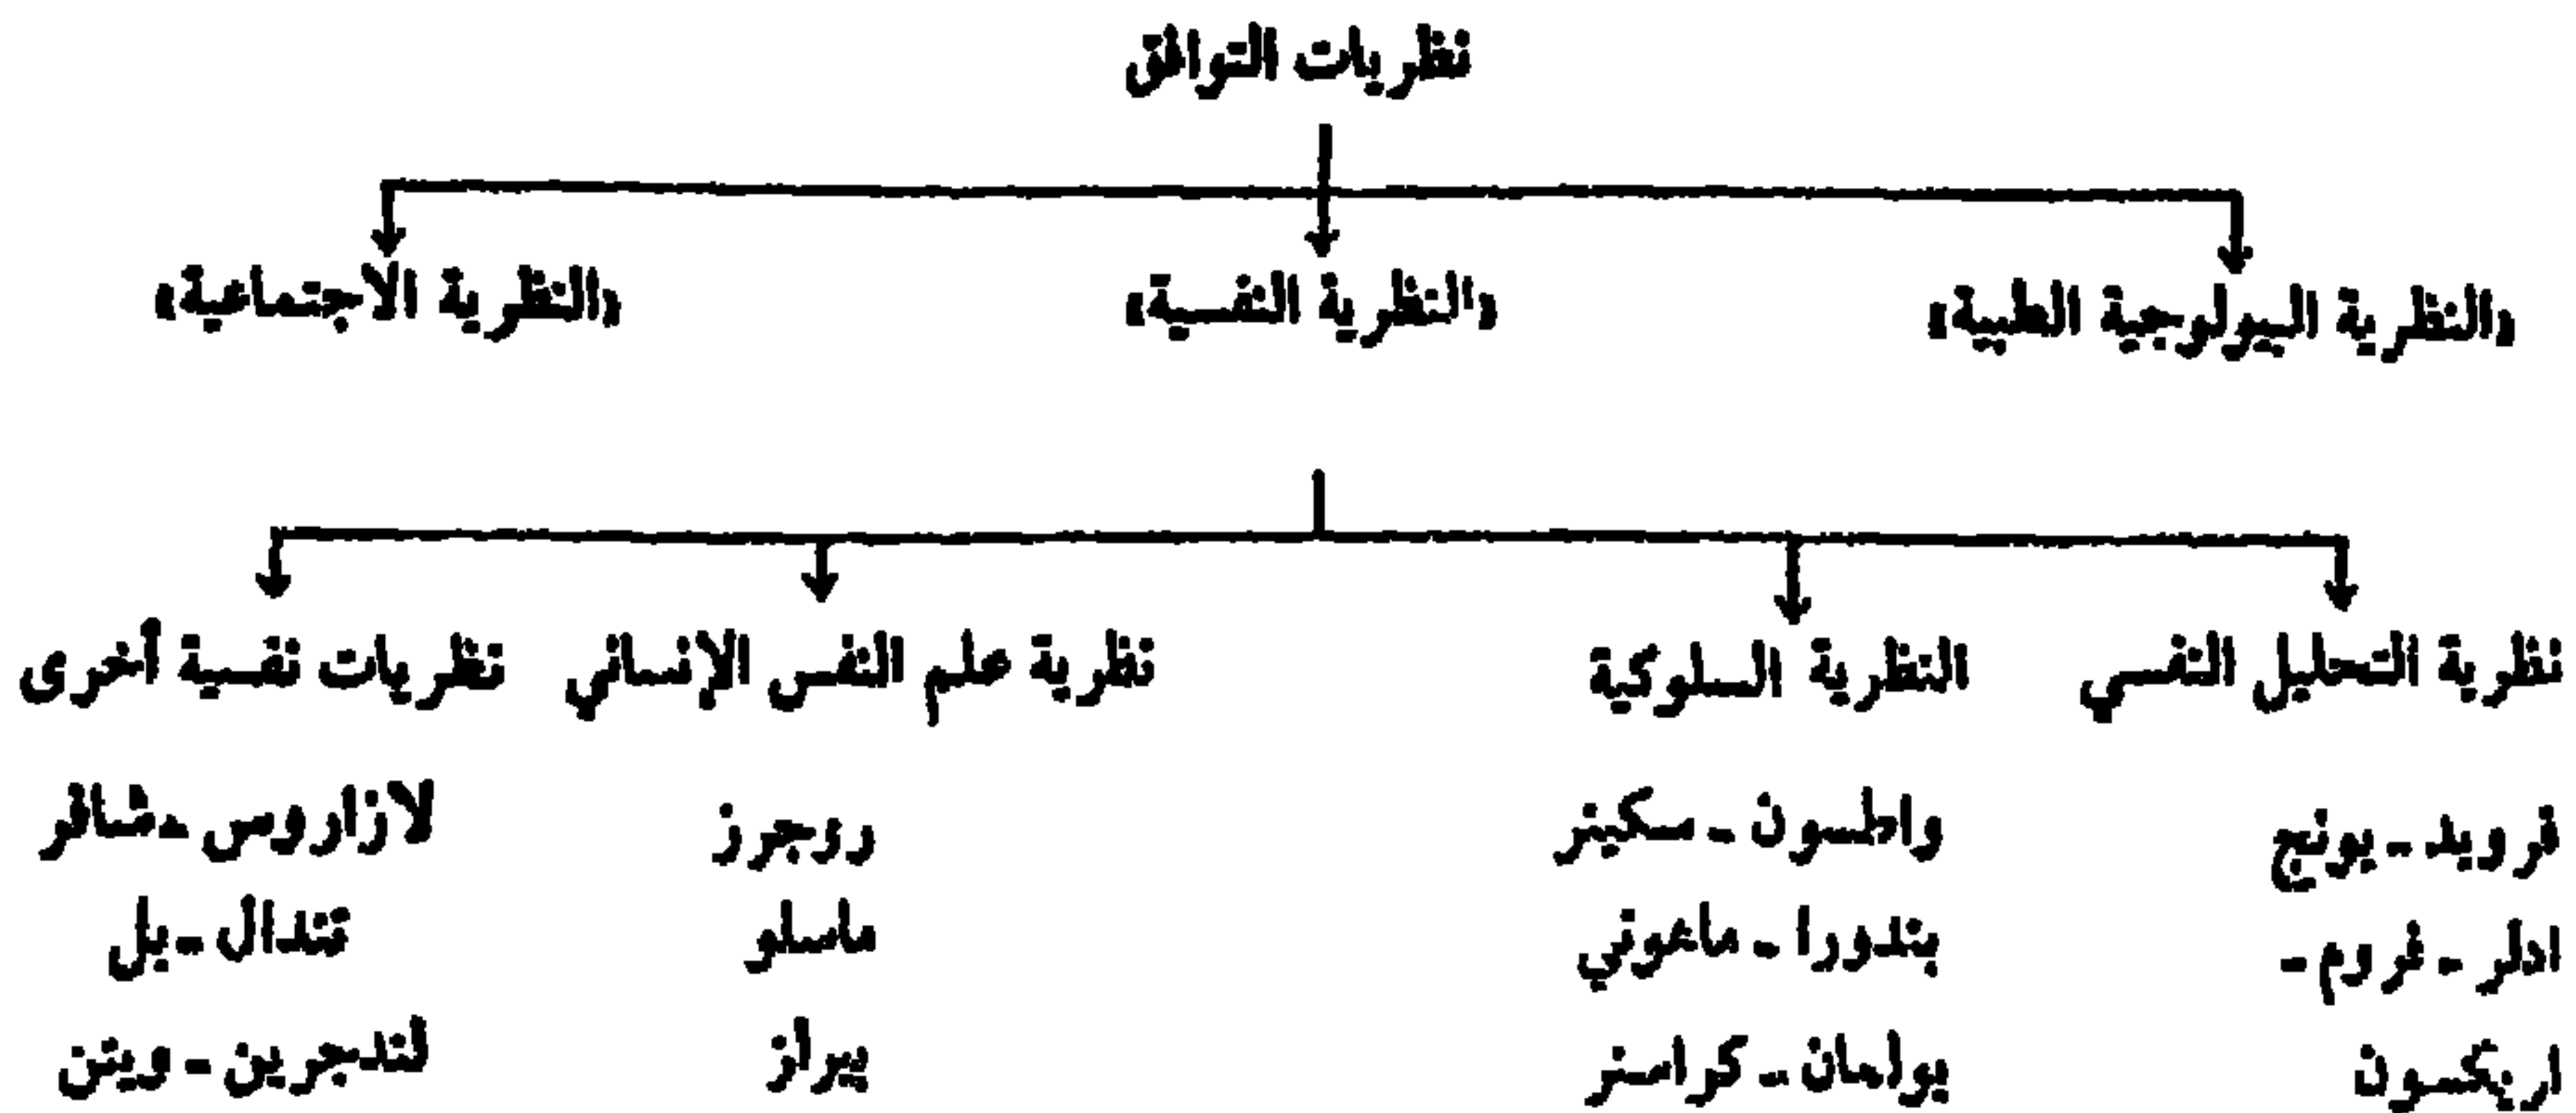 نظريات التوافق
«النظرية البيولوجية الطبية» «النظرية النفسية» «النظرية الاجتماعية»
نظرية التحليل النفسي النظرية السلوكية نظرية علم النفس الإنساني نظريات نفسية أخرى
فرويد - يونج واطسون - سكينر روجرز لازاروس - شافر
ادلر - فروم - بندورا - ماهوني ماسلو تندال - بل
اريكسون يولمان - كراسنر بيرلز لندجرين - ويتن